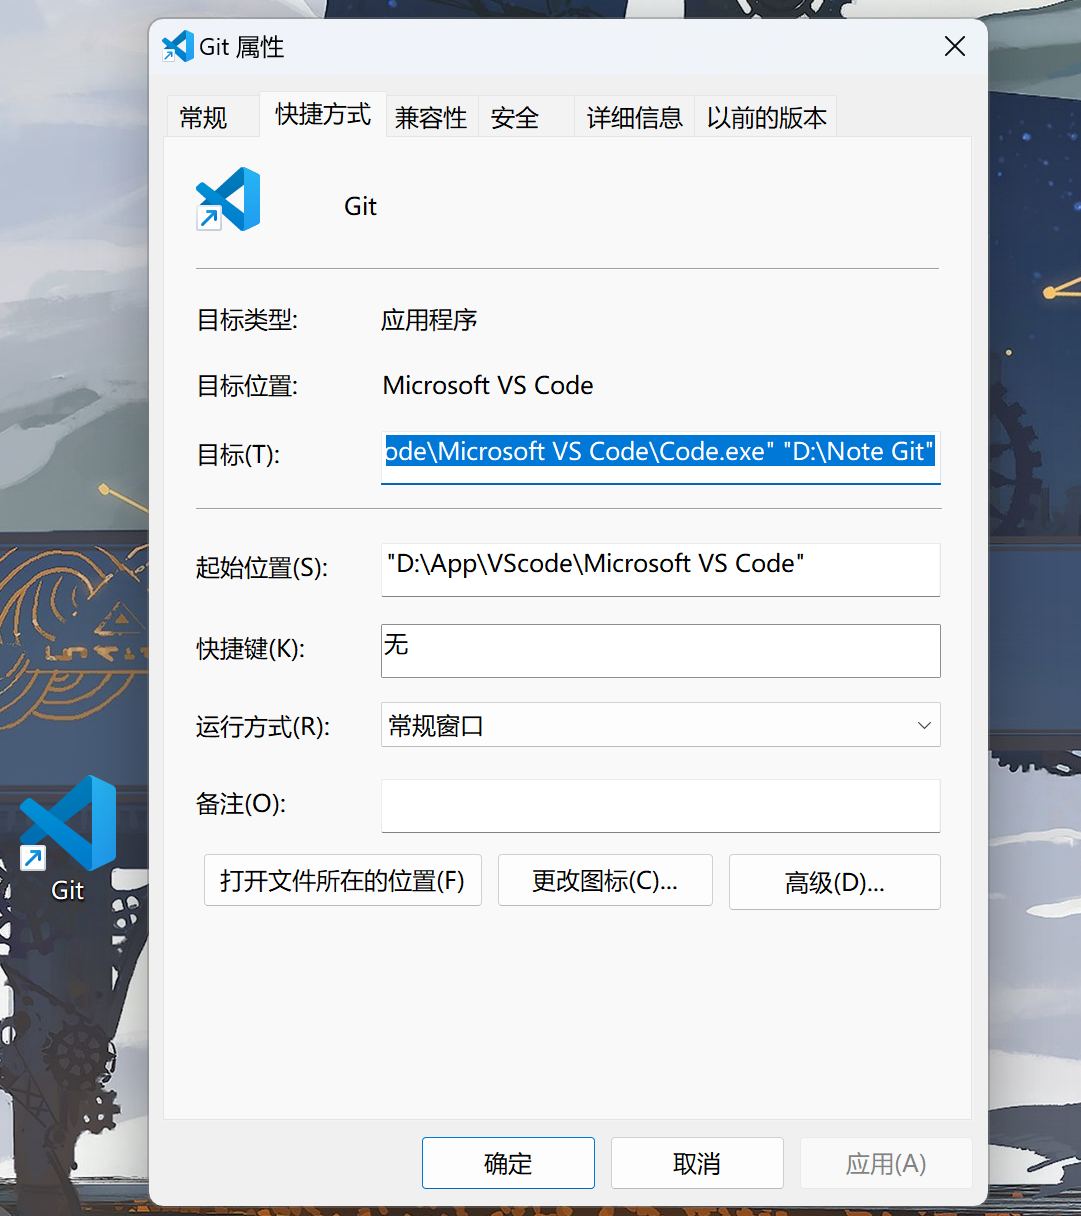 Git 属性
常规 快捷方式 兼容性 安全 详细信息 以前的版本
Git
目标类型: 应用程序
目标位置: Microsoft VS Code
目标(T): ode\Microsoft VS Code\Code.exe" "D:\Note Git"
起始位置(S): "D:\App\VScode\Microsoft VS Code"
快捷键(K): 无
运行方式(R): 常规窗口
备注(O):
打开文件所在的位置(F) 更改图标(C)... 高级(D)...
Git
确定 取消 应用(A)